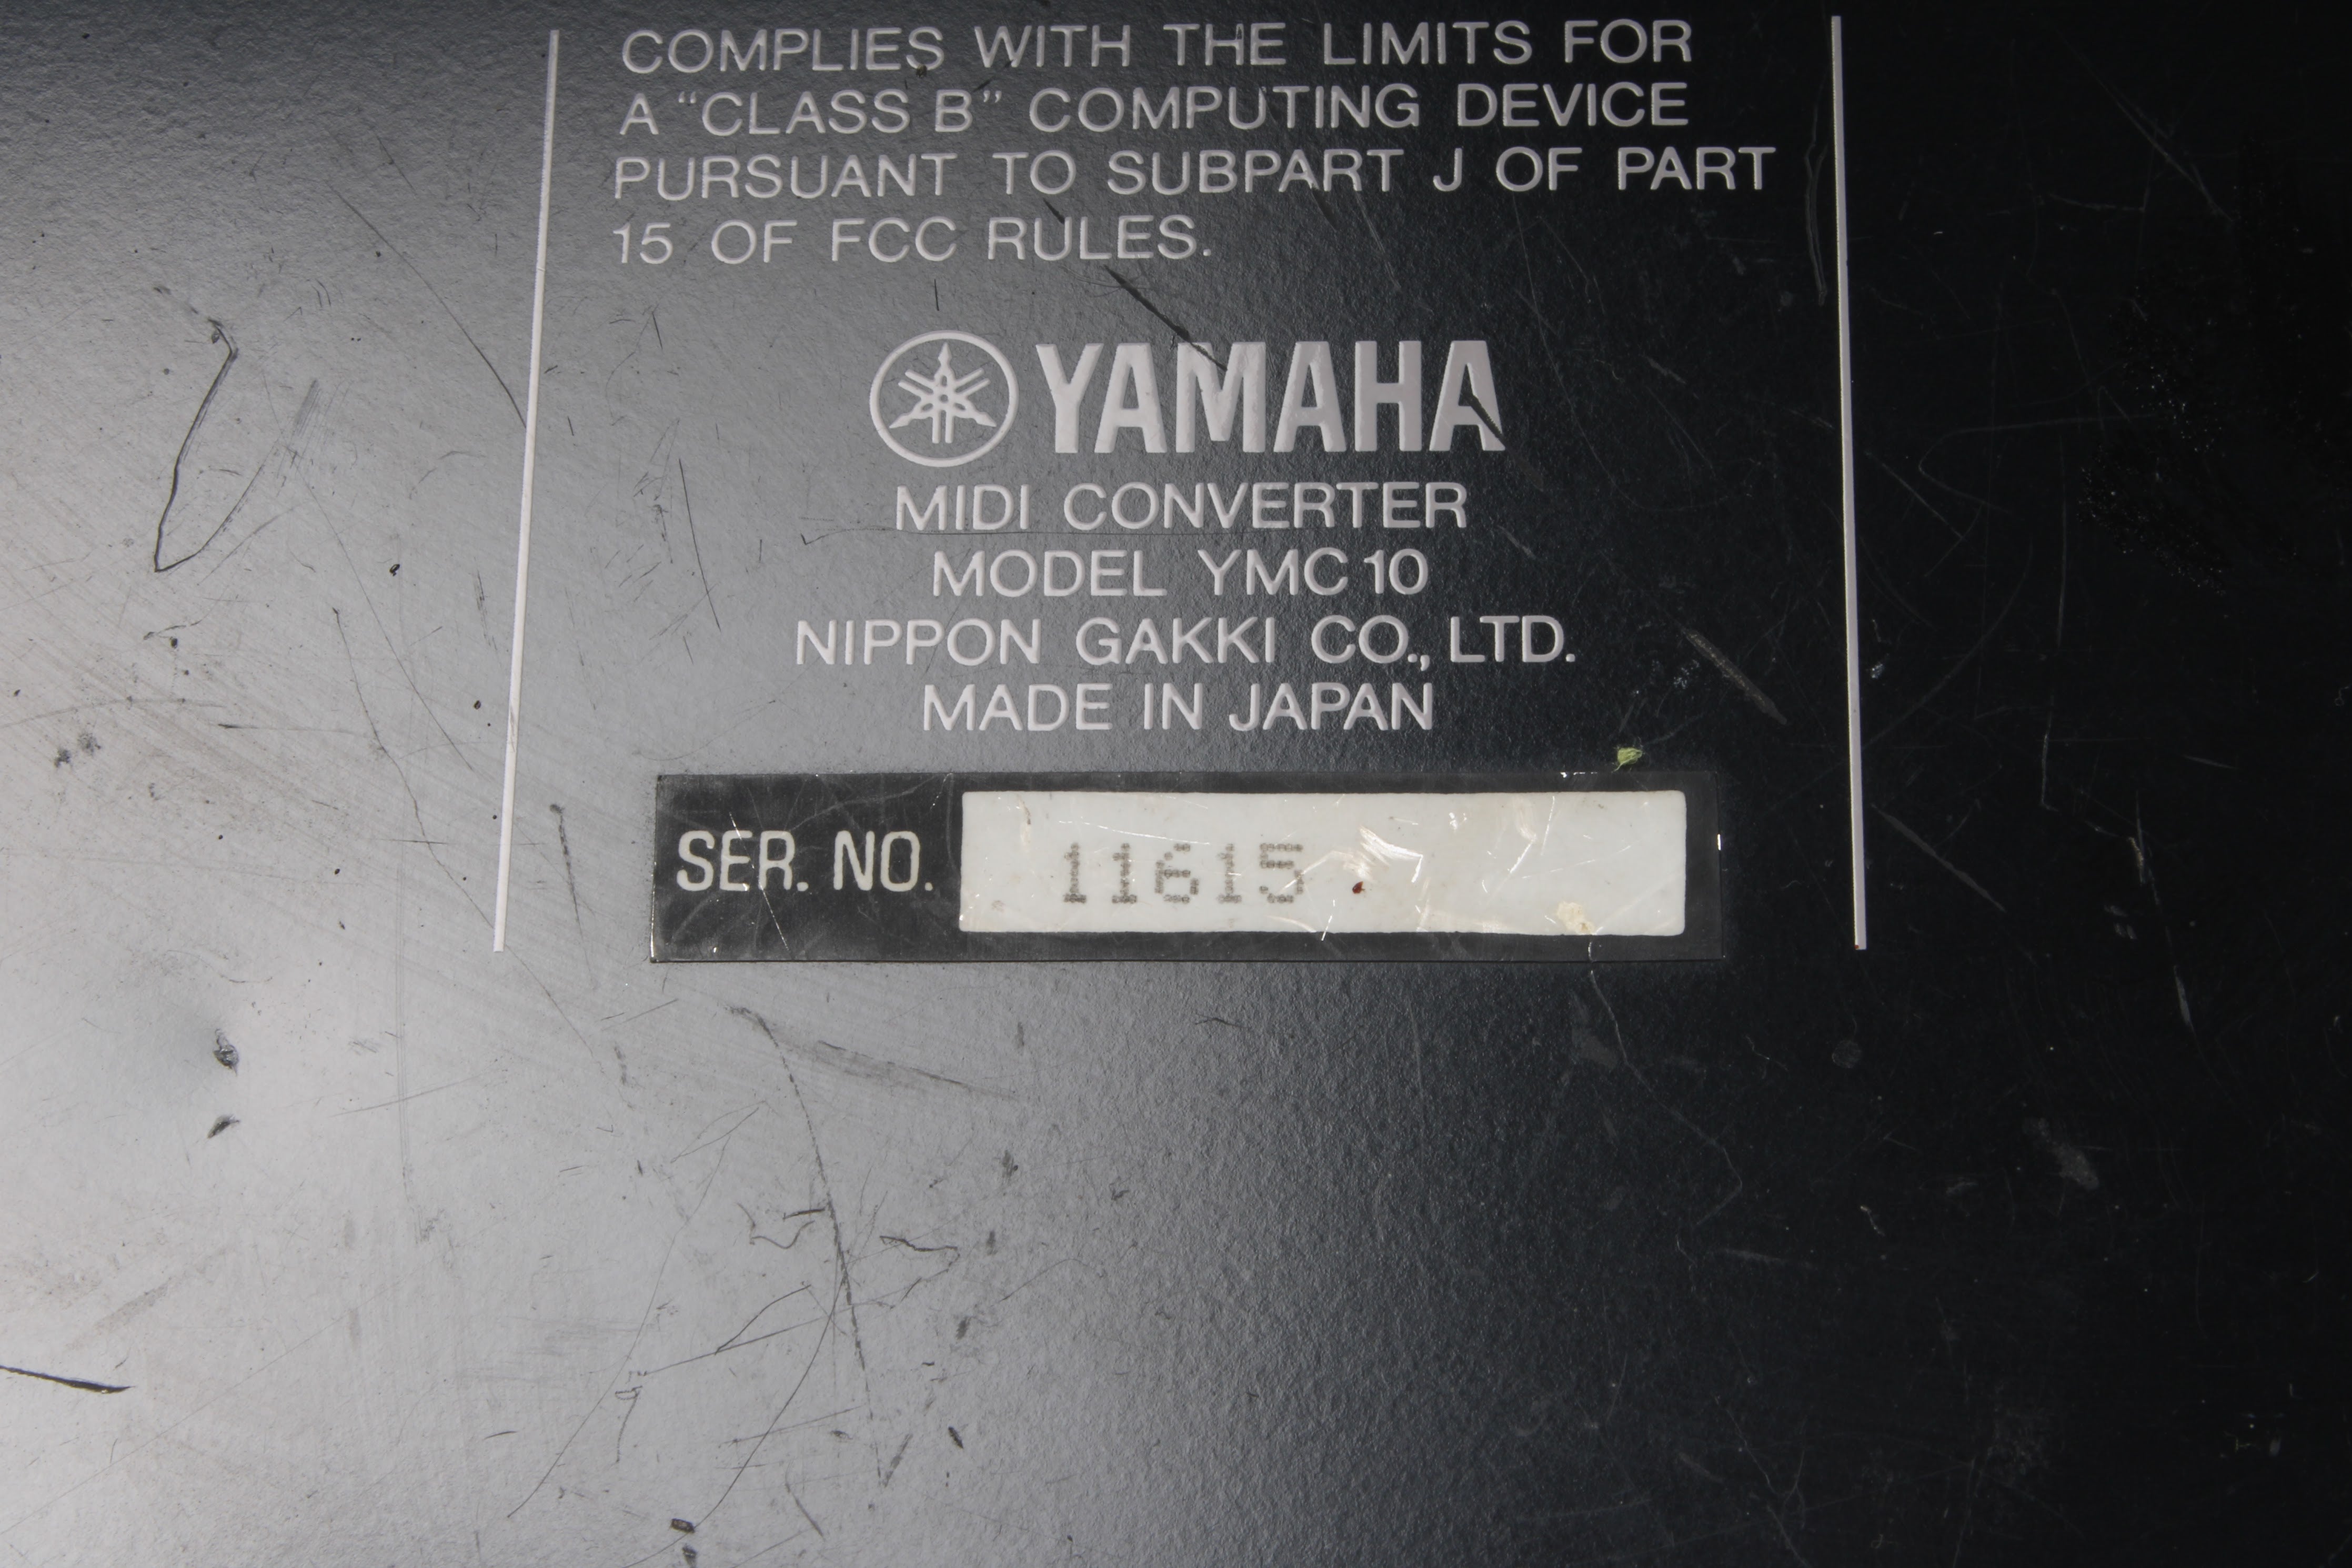 COMPLIES WITH THE LIMITS FOR
A “CLASS B” COMPUTING DEVICE
PURSUANT TO SUBPART J OF PART
15 OF FCC RULES.
YAMAHA
MIDI CONVERTER
MODEL YMC10
NIPPON GAKKI CO., LTD.
MADE IN JAPAN
SER. NO. 11615